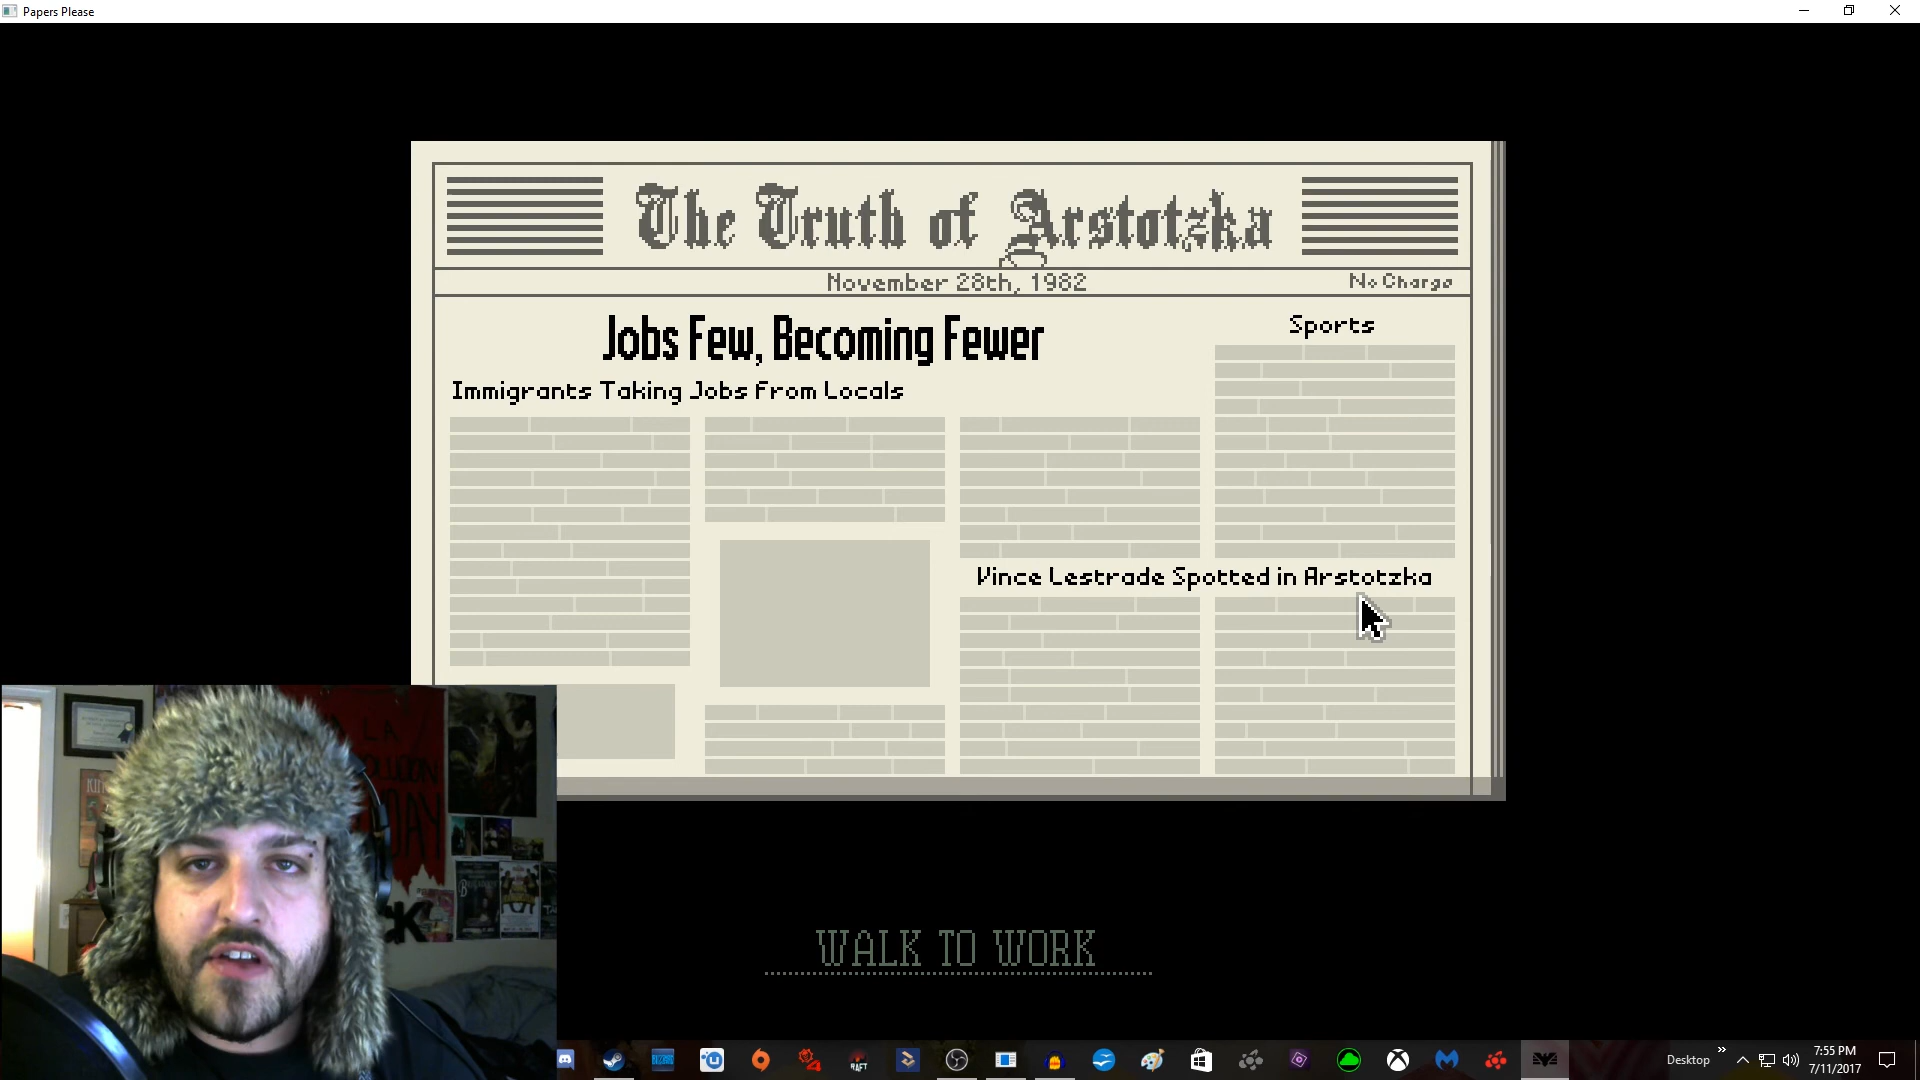 Papers Please
The Truth of Arstotzka
November 28th, 1982
No Charge
Jobs Few, Becoming Fewer
Sports
Immigrants Taking Jobs From Locals
Vince Lestrade Spotted in Arstotzka
WALK TO WORK
Desktop
7:55 PM
7/11/2017